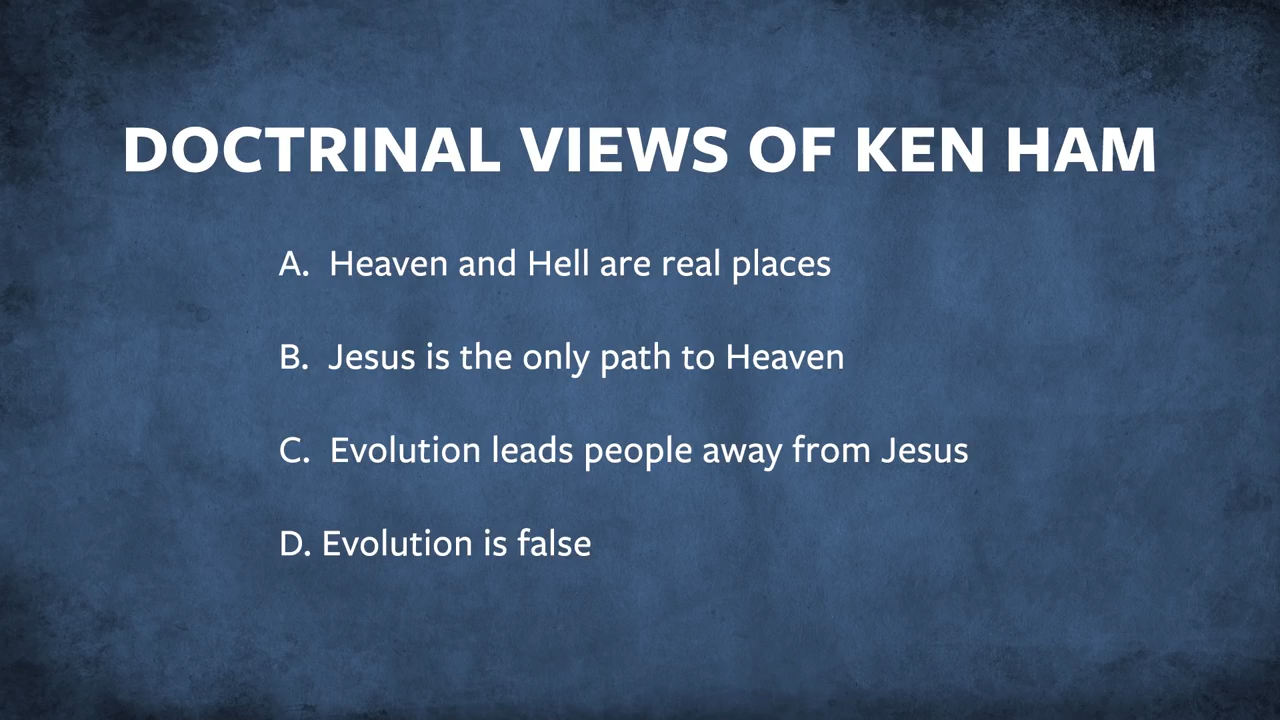 DOCTRINAL VIEWS OF KEN HAM
A. Heaven and Hell are real places
B. Jesus is the only path to Heaven
C. Evolution leads people away from Jesus
D. Evolution is false